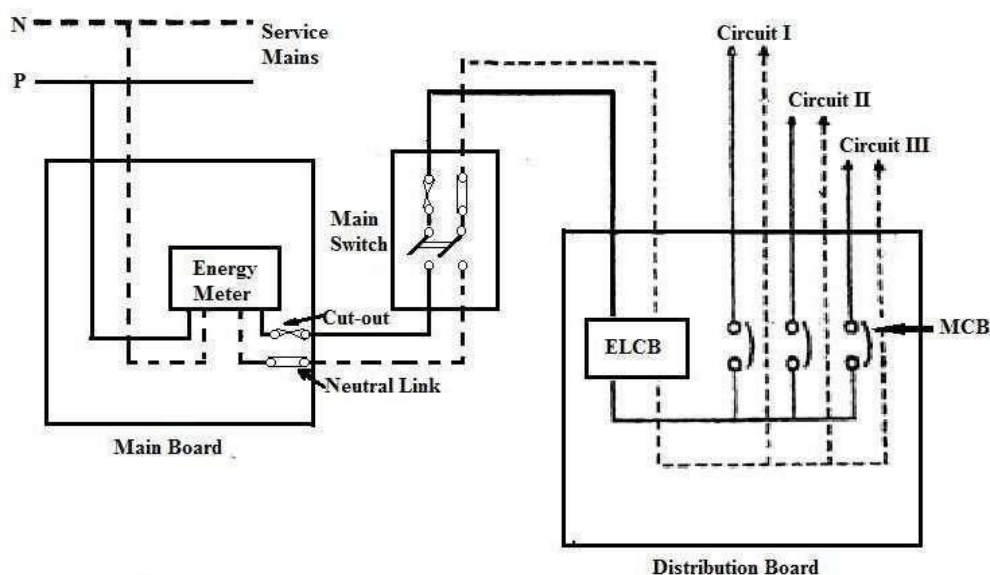 N
Service
Mains
P
Circuit I
Circuit II
Circuit III
Main
Switch
Energy
Meter
Cut-out
Neutral Link
Main Board
ELCB
MCB
Distribution Board